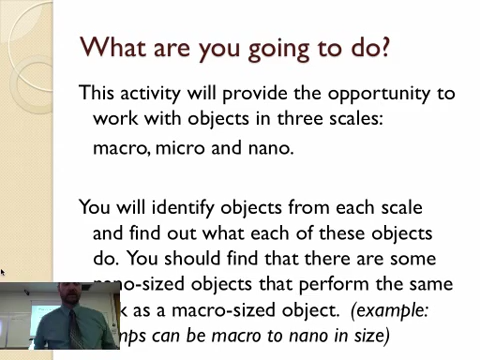 What are you going to do?
This activity will provide the opportunity to
work with objects in three scales:
macro, micro and nano.
You will identify objects from each scale
and find out what each of these objects
do. You should find that there are some
-sized objects that perform the same
as a macro-sized object. (example:
can be macro to nano in size)